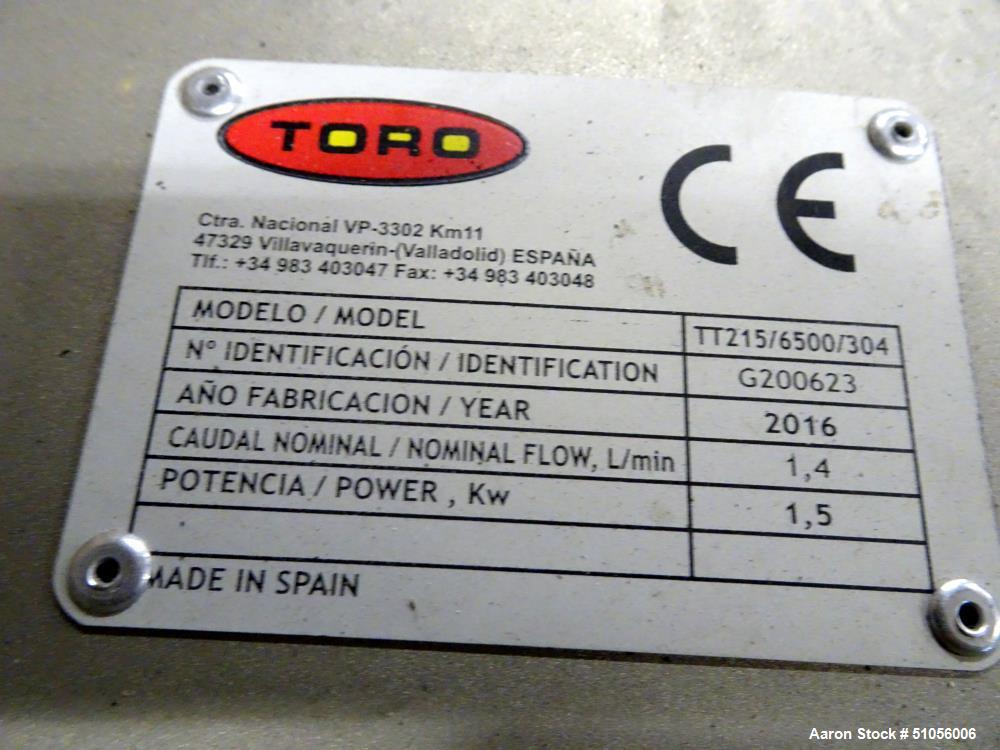 TORO
CE
Ctra. Nacional VP-3302 Km11
47329 Villavaquerin-(Valladolid) ESPAÑA
Tlf.: +34 983 403047 Fax: +34 983 403048
MODELO / MODEL TT215/6500/304
Nº IDENTIFICACIÓN / IDENTIFICATION G200623
AÑO FABRICACION / YEAR 2016
CAUDAL NOMINAL / NOMINAL FLOW, L/min 1,4
POTENCIA / POWER , Kw 1,5
MADE IN SPAIN
Aaron Stock # 51056006